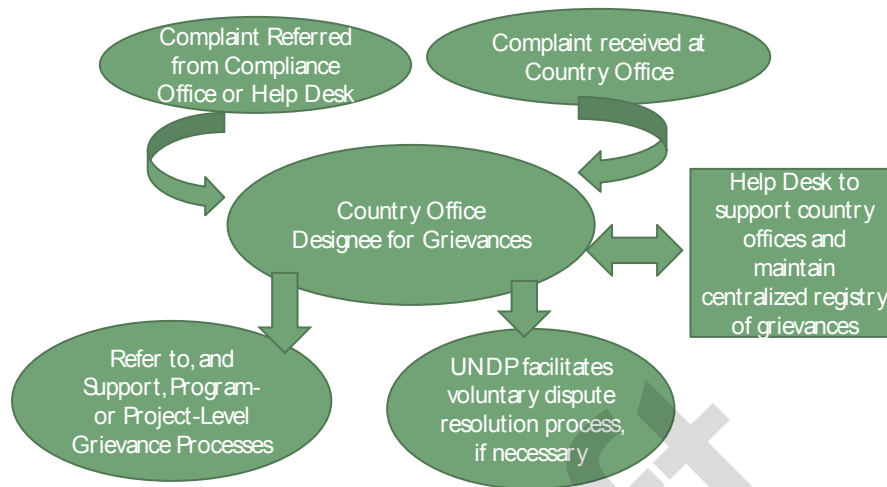 Complaint Referred
from Compliance
Office or Help Desk
Complaint received at
Country Office
Country Office
Designee for Grievances
Help Desk to
support country
offices and
maintain
centralized registry
of grievances
Refer to, and
Support, Program-
or Project-Level
Grievance Processes
UNDP facilitates
voluntary dispute
resolution process,
if necessary